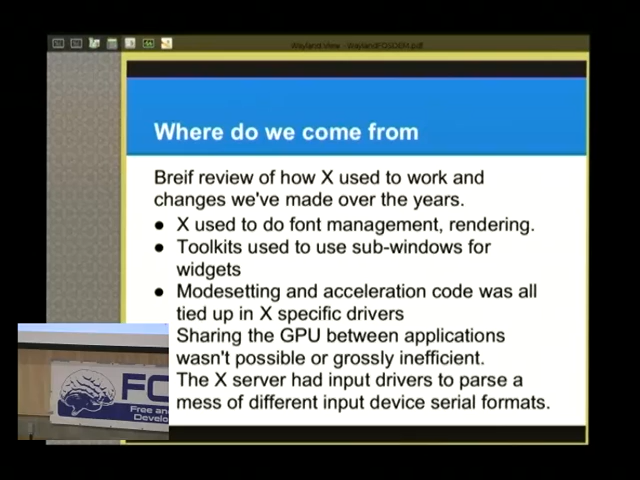 Wayland View - WaylandFOSDEM.pdf
Where do we come from
Breif review of how X used to work and
changes we've made over the years.
● X used to do font management, rendering.
● Toolkits used to use sub-windows for
widgets
● Modesetting and acceleration code was all
tied up in X specific drivers
Sharing the GPU between applications
wasn't possible or grossly inefficient.
The X server had input drivers to parse a
mess of different input device serial formats.
FO
Free an
Develo